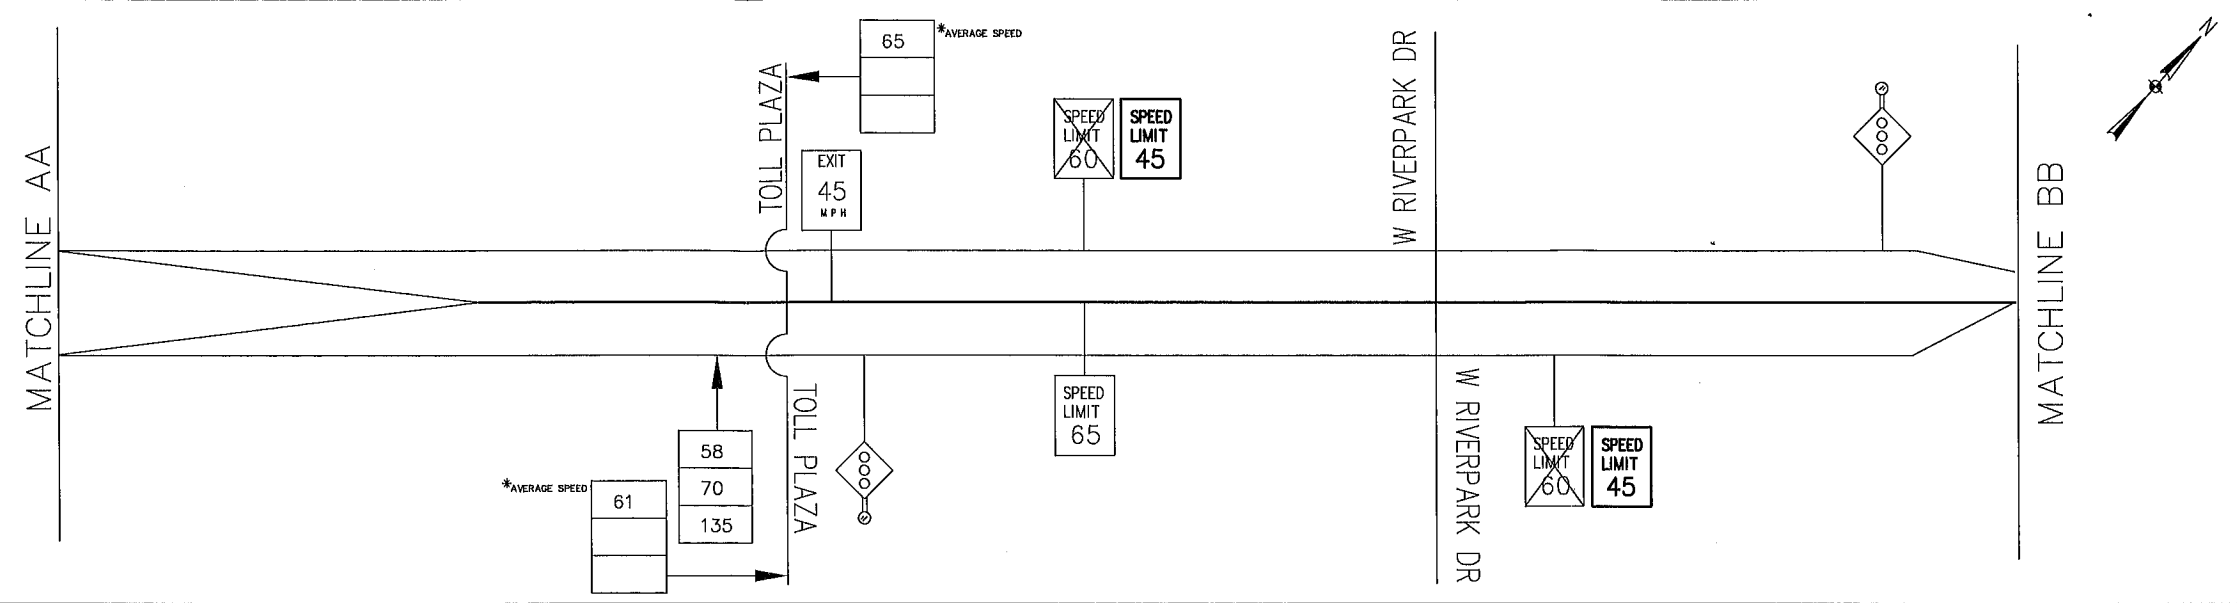 MATCHLINE AA
65
*AVERAGE SPEED
TOLL PLAZA
EXIT
45
MPH
SPEED
LIMIT
60
SPEED
LIMIT
45
W RIVERPARK DR
N
MATCHLINE BB
*AVERAGE SPEED
61
58
70
135
TOLL PLAZA
SPEED
LIMIT
65
W RIVERPARK DR
SPEED
LIMIT
60
SPEED
LIMIT
45